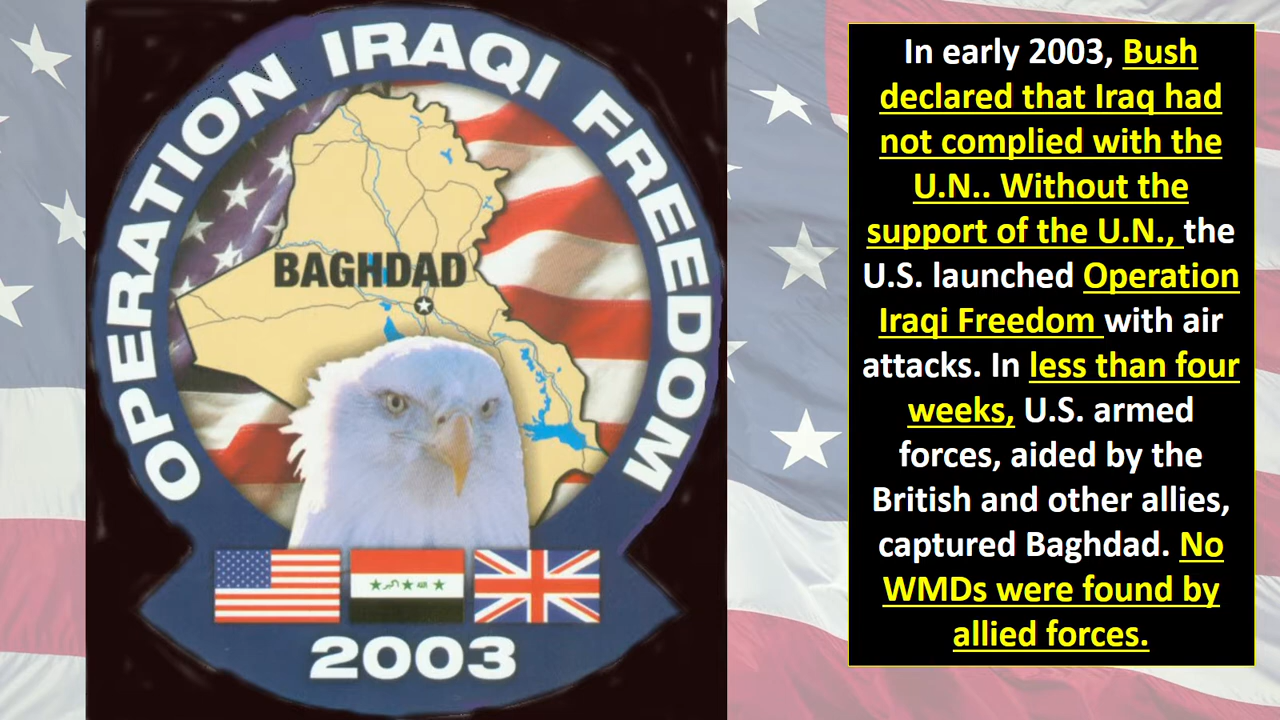 OPERATION IRAQI FREEDOM
BAGHDAD
2003
In early 2003, Bush
declared that Iraq had
not complied with the
U.N.. Without the
support of the U.N., the
U.S. launched Operation
Iraqi Freedom with air
attacks. In less than four
weeks, U.S. armed
forces, aided by the
British and other allies,
captured Baghdad. No
WMDs were found by
allied forces.